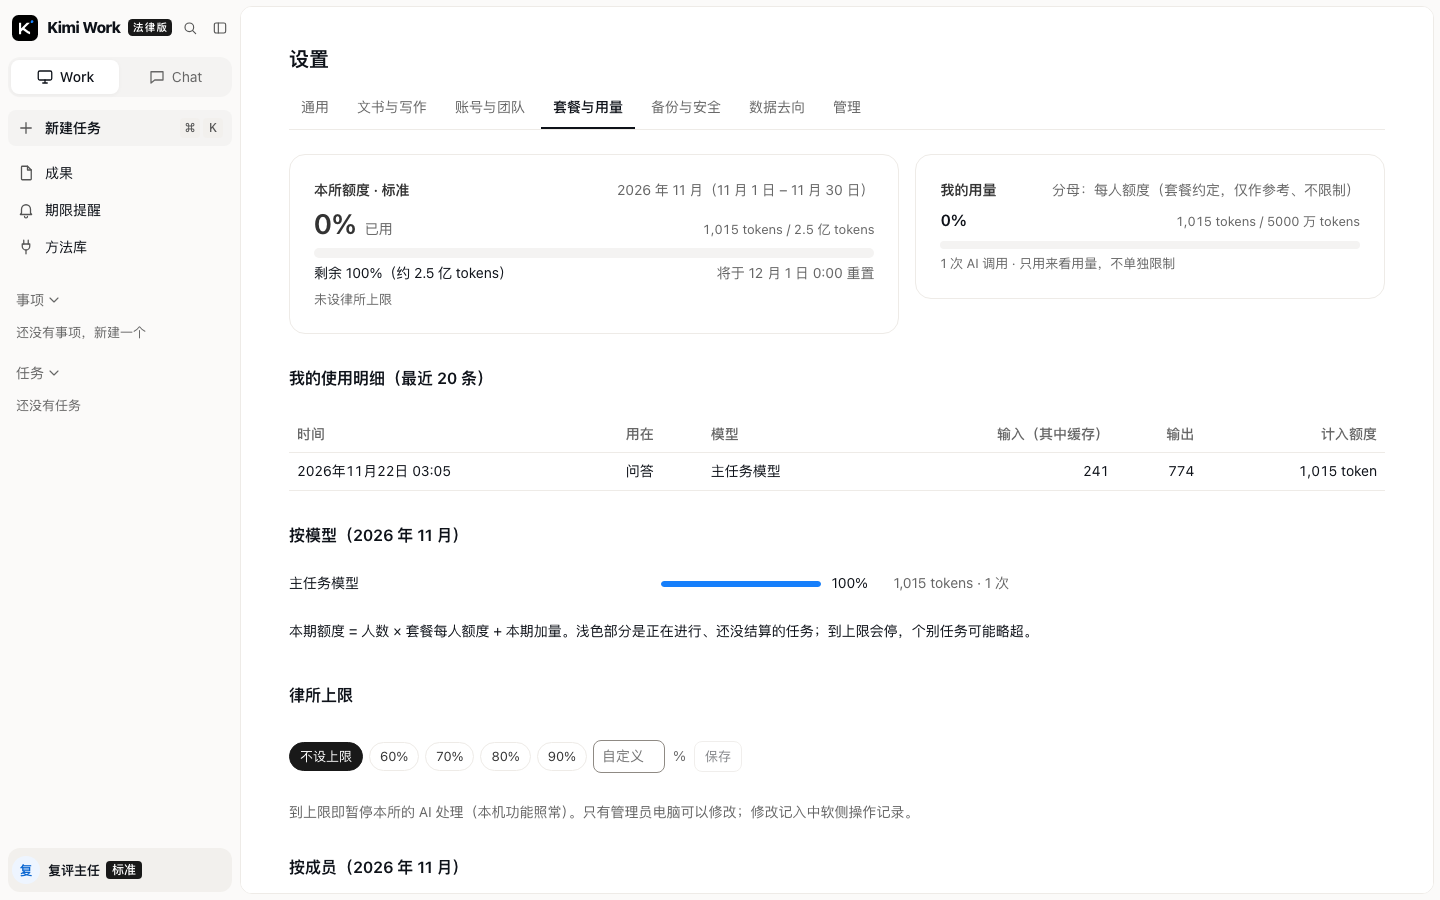 Kimi Work 法律版
Work
Chat
新建任务 ⌘ K
成果
期限提醒
方法库
事项
还没有事项，新建一个
任务
还没有任务
复 复评主任 标准
设置
通用 文书与写作 账号与团队 套餐与用量 备份与安全 数据去向 管理
本所额度 · 标准 2026 年 11 月（11 月 1 日 – 11 月 30 日）
0% 已用 1,015 tokens / 2.5 亿 tokens
剩余 100%（约 2.5 亿 tokens） 将于 12 月 1 日 0:00 重置
未设律所上限
我的用量 分母：每人额度（套餐约定，仅作参考、不限制）
0% 1,015 tokens / 5000 万 tokens
1 次 AI 调用 · 只用来看用量，不单独限制
我的使用明细（最近 20 条）
时间 用在 模型 输入（其中缓存） 输出 计入额度
2026年11月22日 03:05 问答 主任务模型 241 774 1,015 token
按模型（2026 年 11 月）
主任务模型 100% 1,015 tokens · 1 次
本期额度 = 人数 × 套餐每人额度 + 本期加量。浅色部分是正在进行、还没结算的任务；到上限会停，个别任务可能略超。
律所上限
不设上限 60% 70% 80% 90% 自定义 % 保存
到上限即暂停本所的 AI 处理（本机功能照常）。只有管理员电脑可以修改；修改记入中软侧操作记录。
按成员（2026 年 11 月）